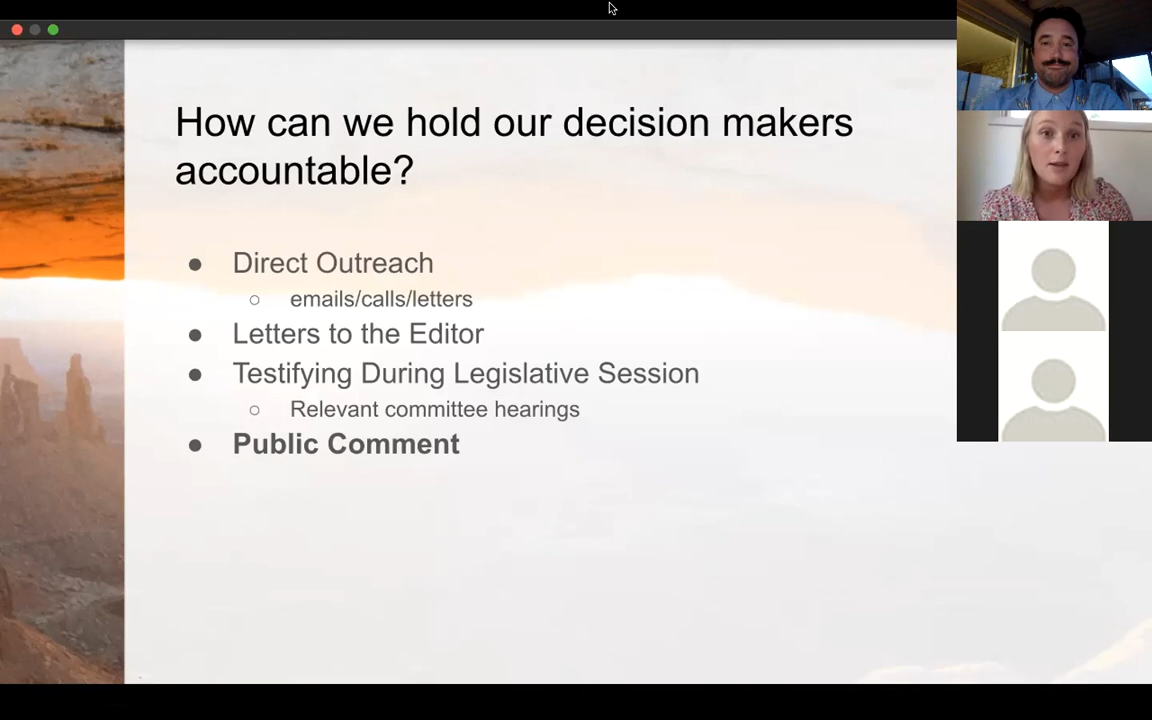 How can we hold our decision makers
accountable?
● Direct Outreach
○ emails/calls/letters
● Letters to the Editor
● Testifying During Legislative Session
○ Relevant committee hearings
● Public Comment